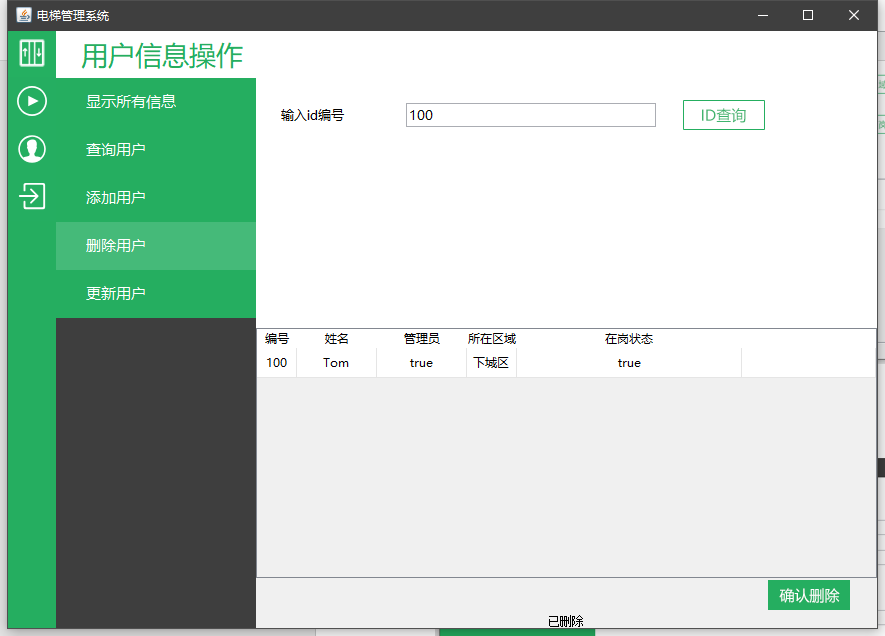 电梯管理系统
用户信息操作
显示所有信息
查询用户
添加用户
删除用户
更新用户
输入id编号 100 ID查询
编号 姓名 管理员 所在区域 在岗状态
100 Tom true 下城区 true
确认删除
已删除